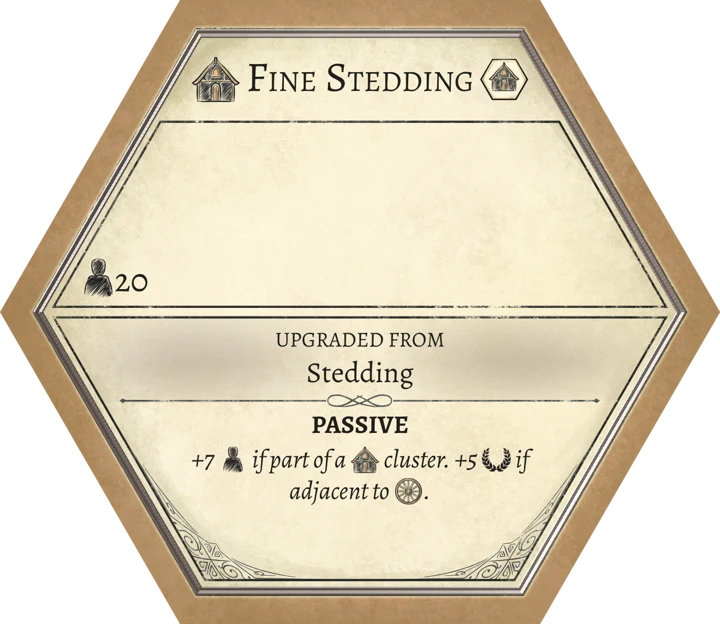 Fine Stedding
20
UPGRADED FROM
Stedding
PASSIVE
+7 if part of a cluster. +5 if
adjacent to .